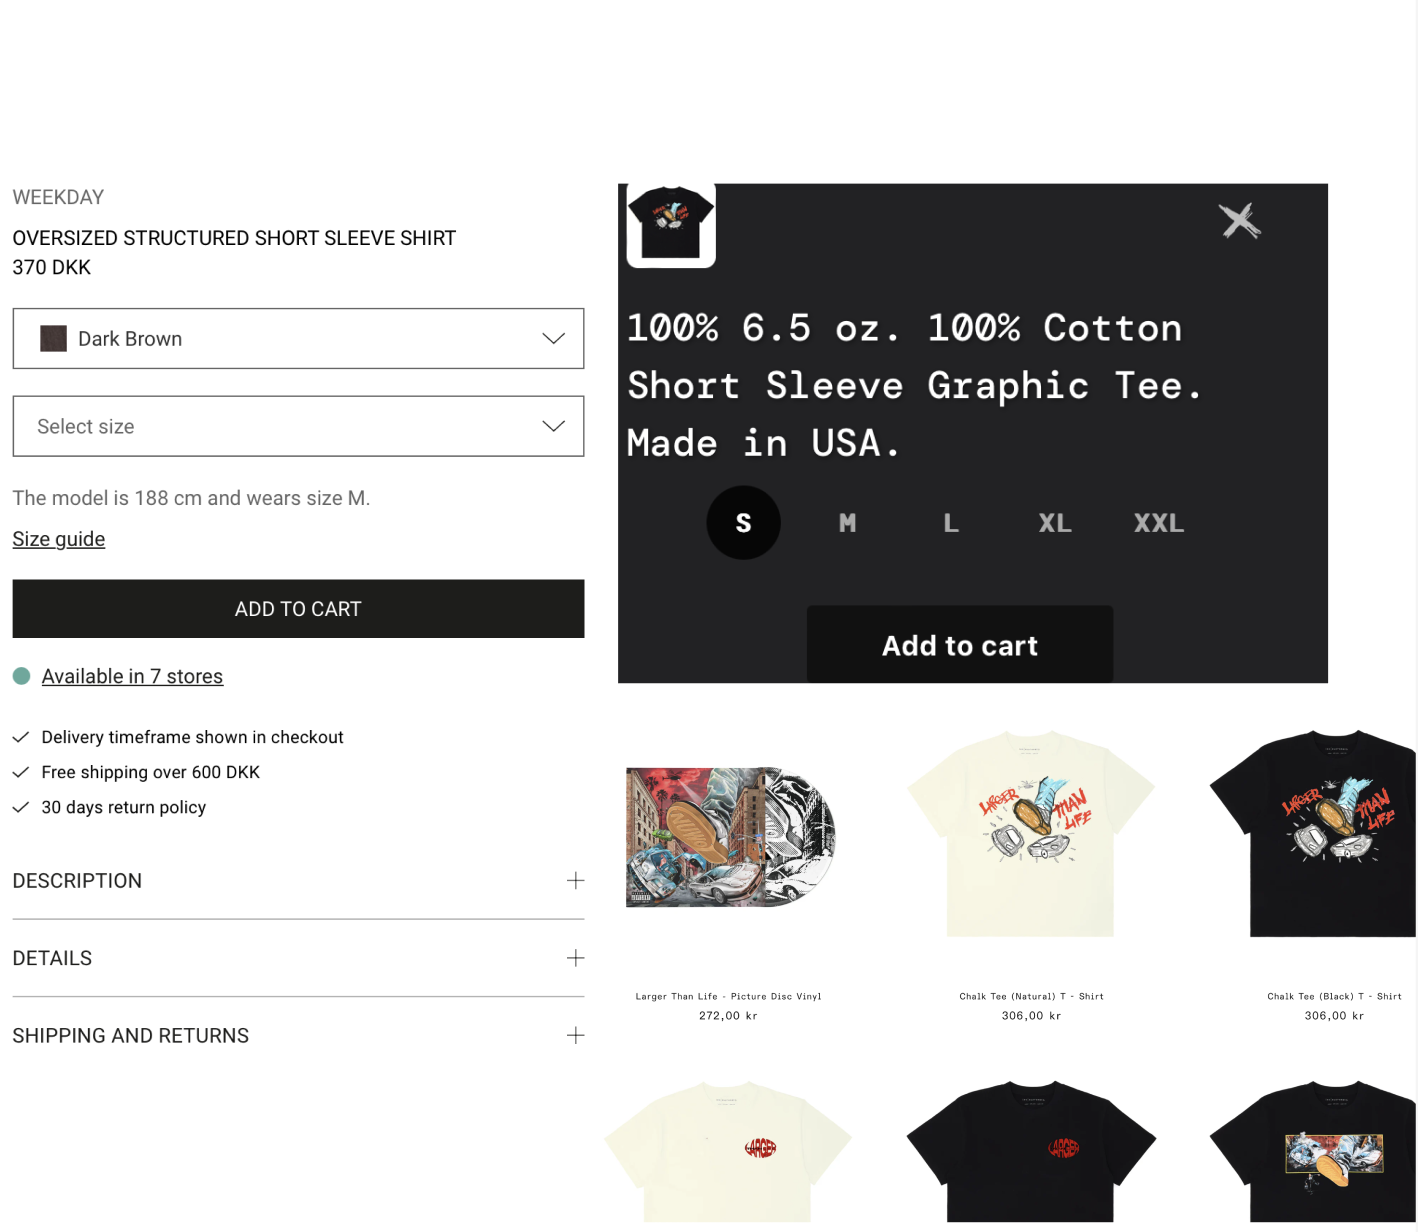 WEEKDAY
OVERSIZED STRUCTURED SHORT SLEEVE SHIRT
370 DKK
Dark Brown
Select size
The model is 188 cm and wears size M.
Size guide
ADD TO CART
Available in 7 stores
Delivery timeframe shown in checkout
Free shipping over 600 DKK
30 days return policy
DESCRIPTION
DETAILS
SHIPPING AND RETURNS
100% 6.5 oz. 100% Cotton
Short Sleeve Graphic Tee.
Made in USA.
S M L XL XXL
Add to cart
LARGER MAN LIFE
LARGER MAN LIFE
Larger Than Life - Picture Disc Vinyl
272,00 kr
Chalk Tee (Natural) T - Shirt
306,00 kr
Chalk Tee (Black) T - Shirt
306,00 kr
LARGER
LARGER